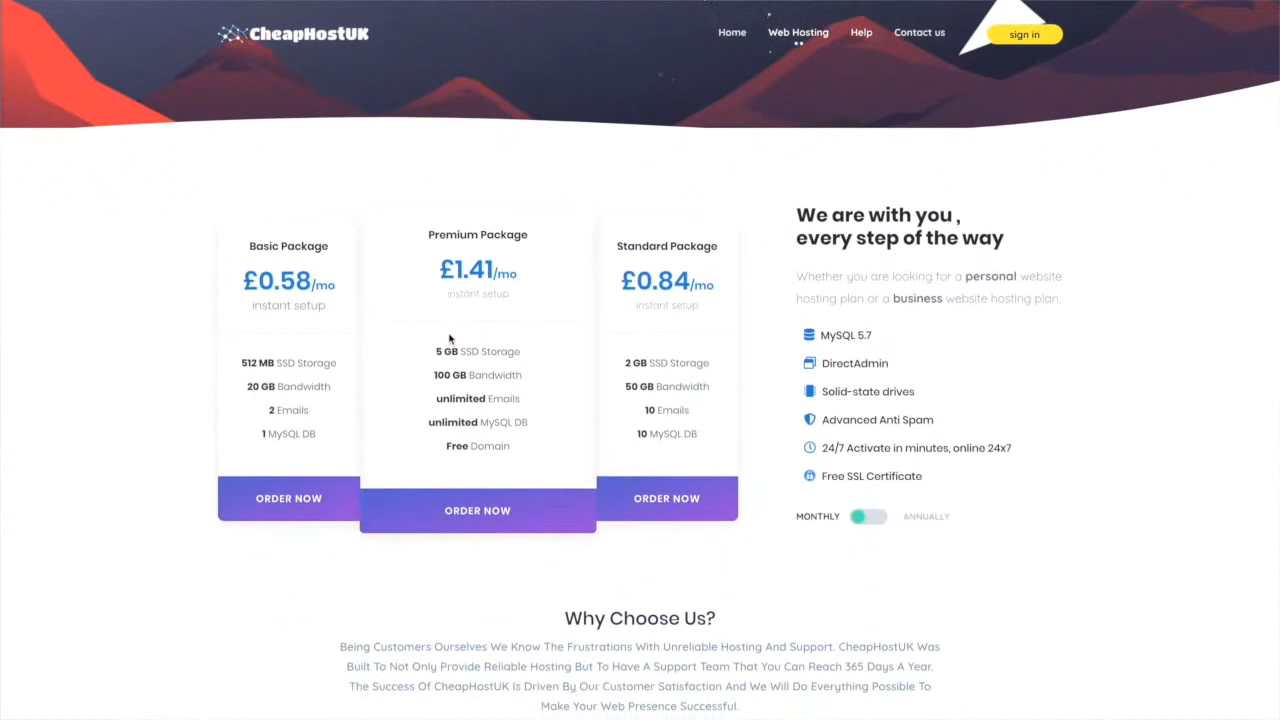 CheapHostUK
Home
Web Hosting
Help
Contact us
sign in
Basic Package
£0.58/mo
instant setup
512 MB SSD Storage
20 GB Bandwidth
2 Emails
1 MySQL DB
ORDER NOW
Premium Package
£1.41/mo
instant setup
5 GB SSD Storage
100 GB Bandwidth
unlimited Emails
unlimited MySQL DB
Free Domain
ORDER NOW
Standard Package
£0.84/mo
instant setup
2 GB SSD Storage
50 GB Bandwidth
10 Emails
10 MySQL DB
ORDER NOW
We are with you ,
every step of the way
Whether you are looking for a personal website
hosting plan or a business website hosting plan.
MySQL 5.7
DirectAdmin
Solid-state drives
Advanced Anti Spam
24/7 Activate in minutes, online 24x7
Free SSL Certificate
MONTHLY
ANNUALLY
Why Choose Us?
Being Customers Ourselves We Know The Frustrations With Unreliable Hosting And Support. CheapHostUK Was
Built To Not Only Provide Reliable Hosting But To Have A Support Team That You Can Reach 365 Days A Year.
The Success Of CheapHostUK Is Driven By Our Customer Satisfaction And We Will Do Everything Possible To
Make Your Web Presence Successful.